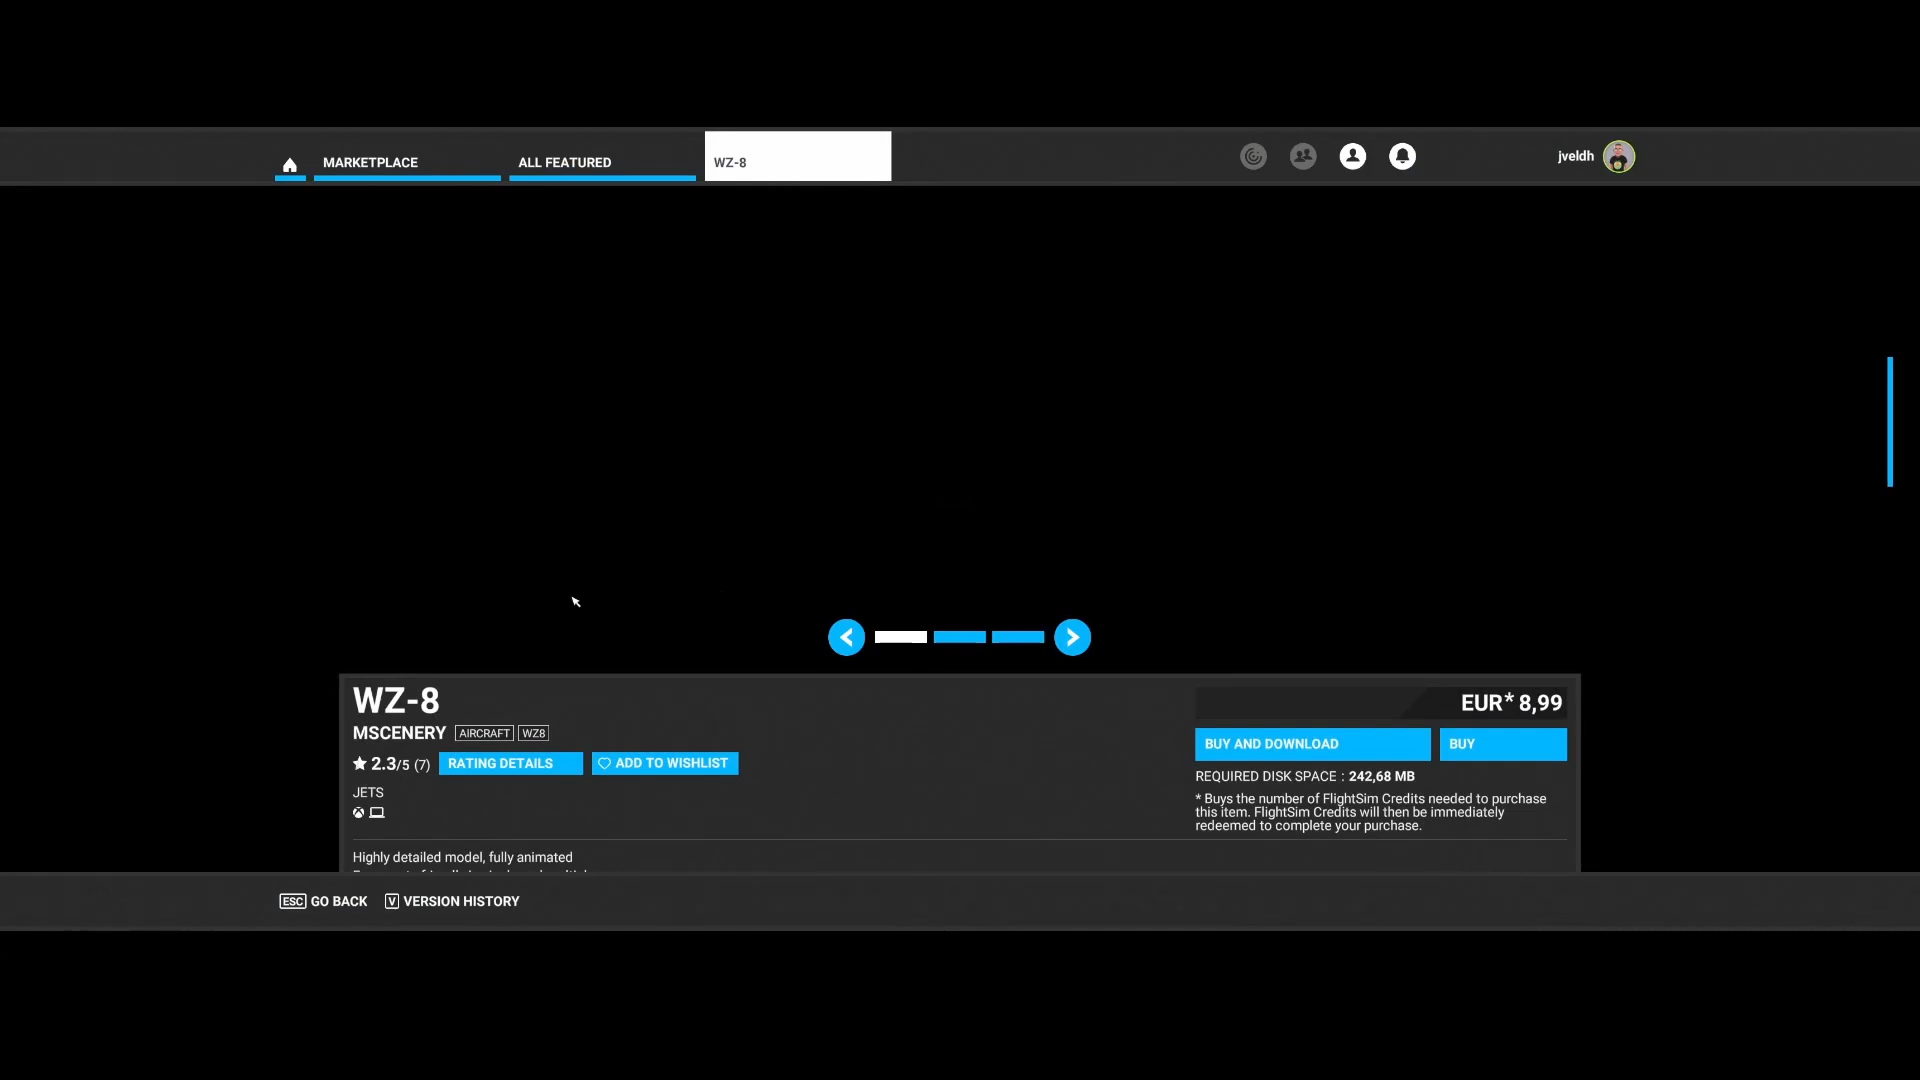 MARKETPLACE
ALL FEATURED
WZ-8
jveldh
WZ-8
MSCENERY AIRCRAFT WZ8
2.3/5 (7) RATING DETAILS ADD TO WISHLIST
JETS
EUR* 8,99
BUY AND DOWNLOAD BUY
REQUIRED DISK SPACE : 242,68 MB
* Buys the number of FlightSim Credits needed to purchase
this item. FlightSim Credits will then be immediately
redeemed to complete your purchase.
Highly detailed model, fully animated
ESC GO BACK V VERSION HISTORY